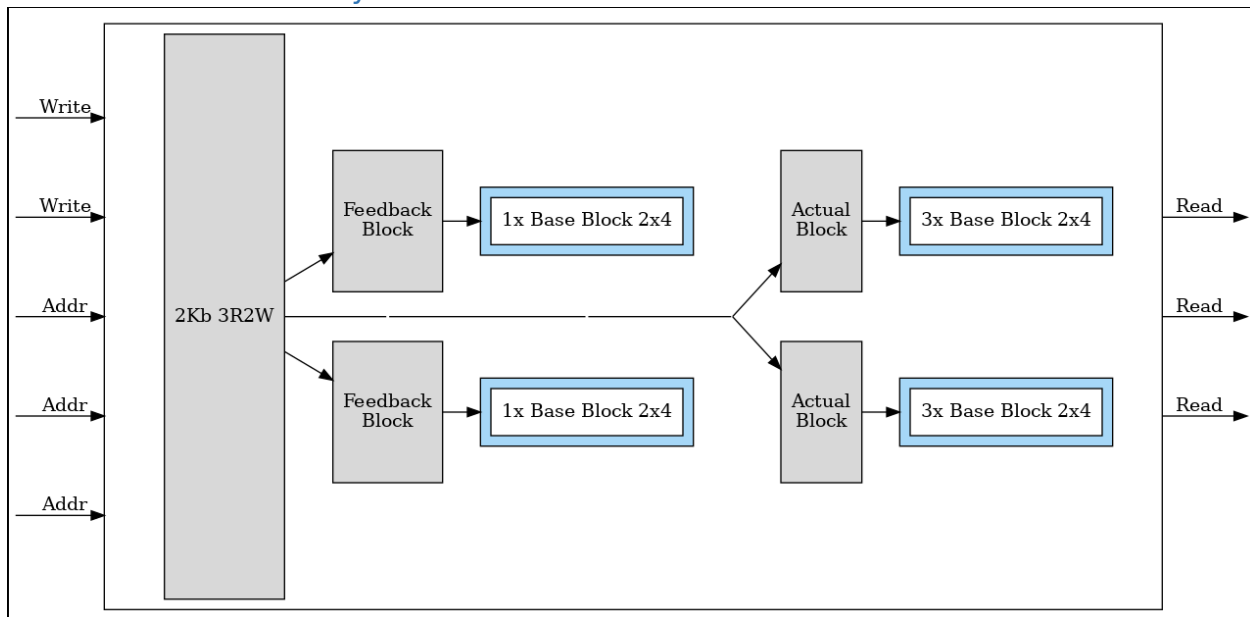 Write
Write
Addr
Addr
Addr
2Kb 3R2W
Feedback
Block
1x Base Block 2x4
Feedback
Block
1x Base Block 2x4
Actual
Block
3x Base Block 2x4
Actual
Block
3x Base Block 2x4
Read
Read
Read